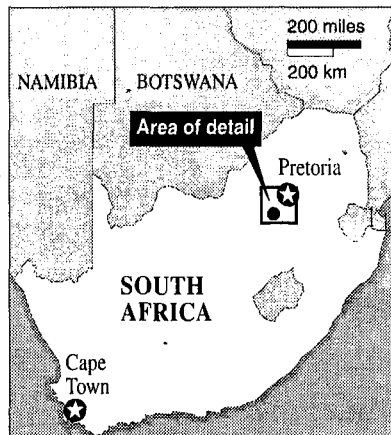 200 miles
200 km
NAMIBIA
BOTSWANA
Area of detail
Pretoria
SOUTH
AFRICA
Cape
Town